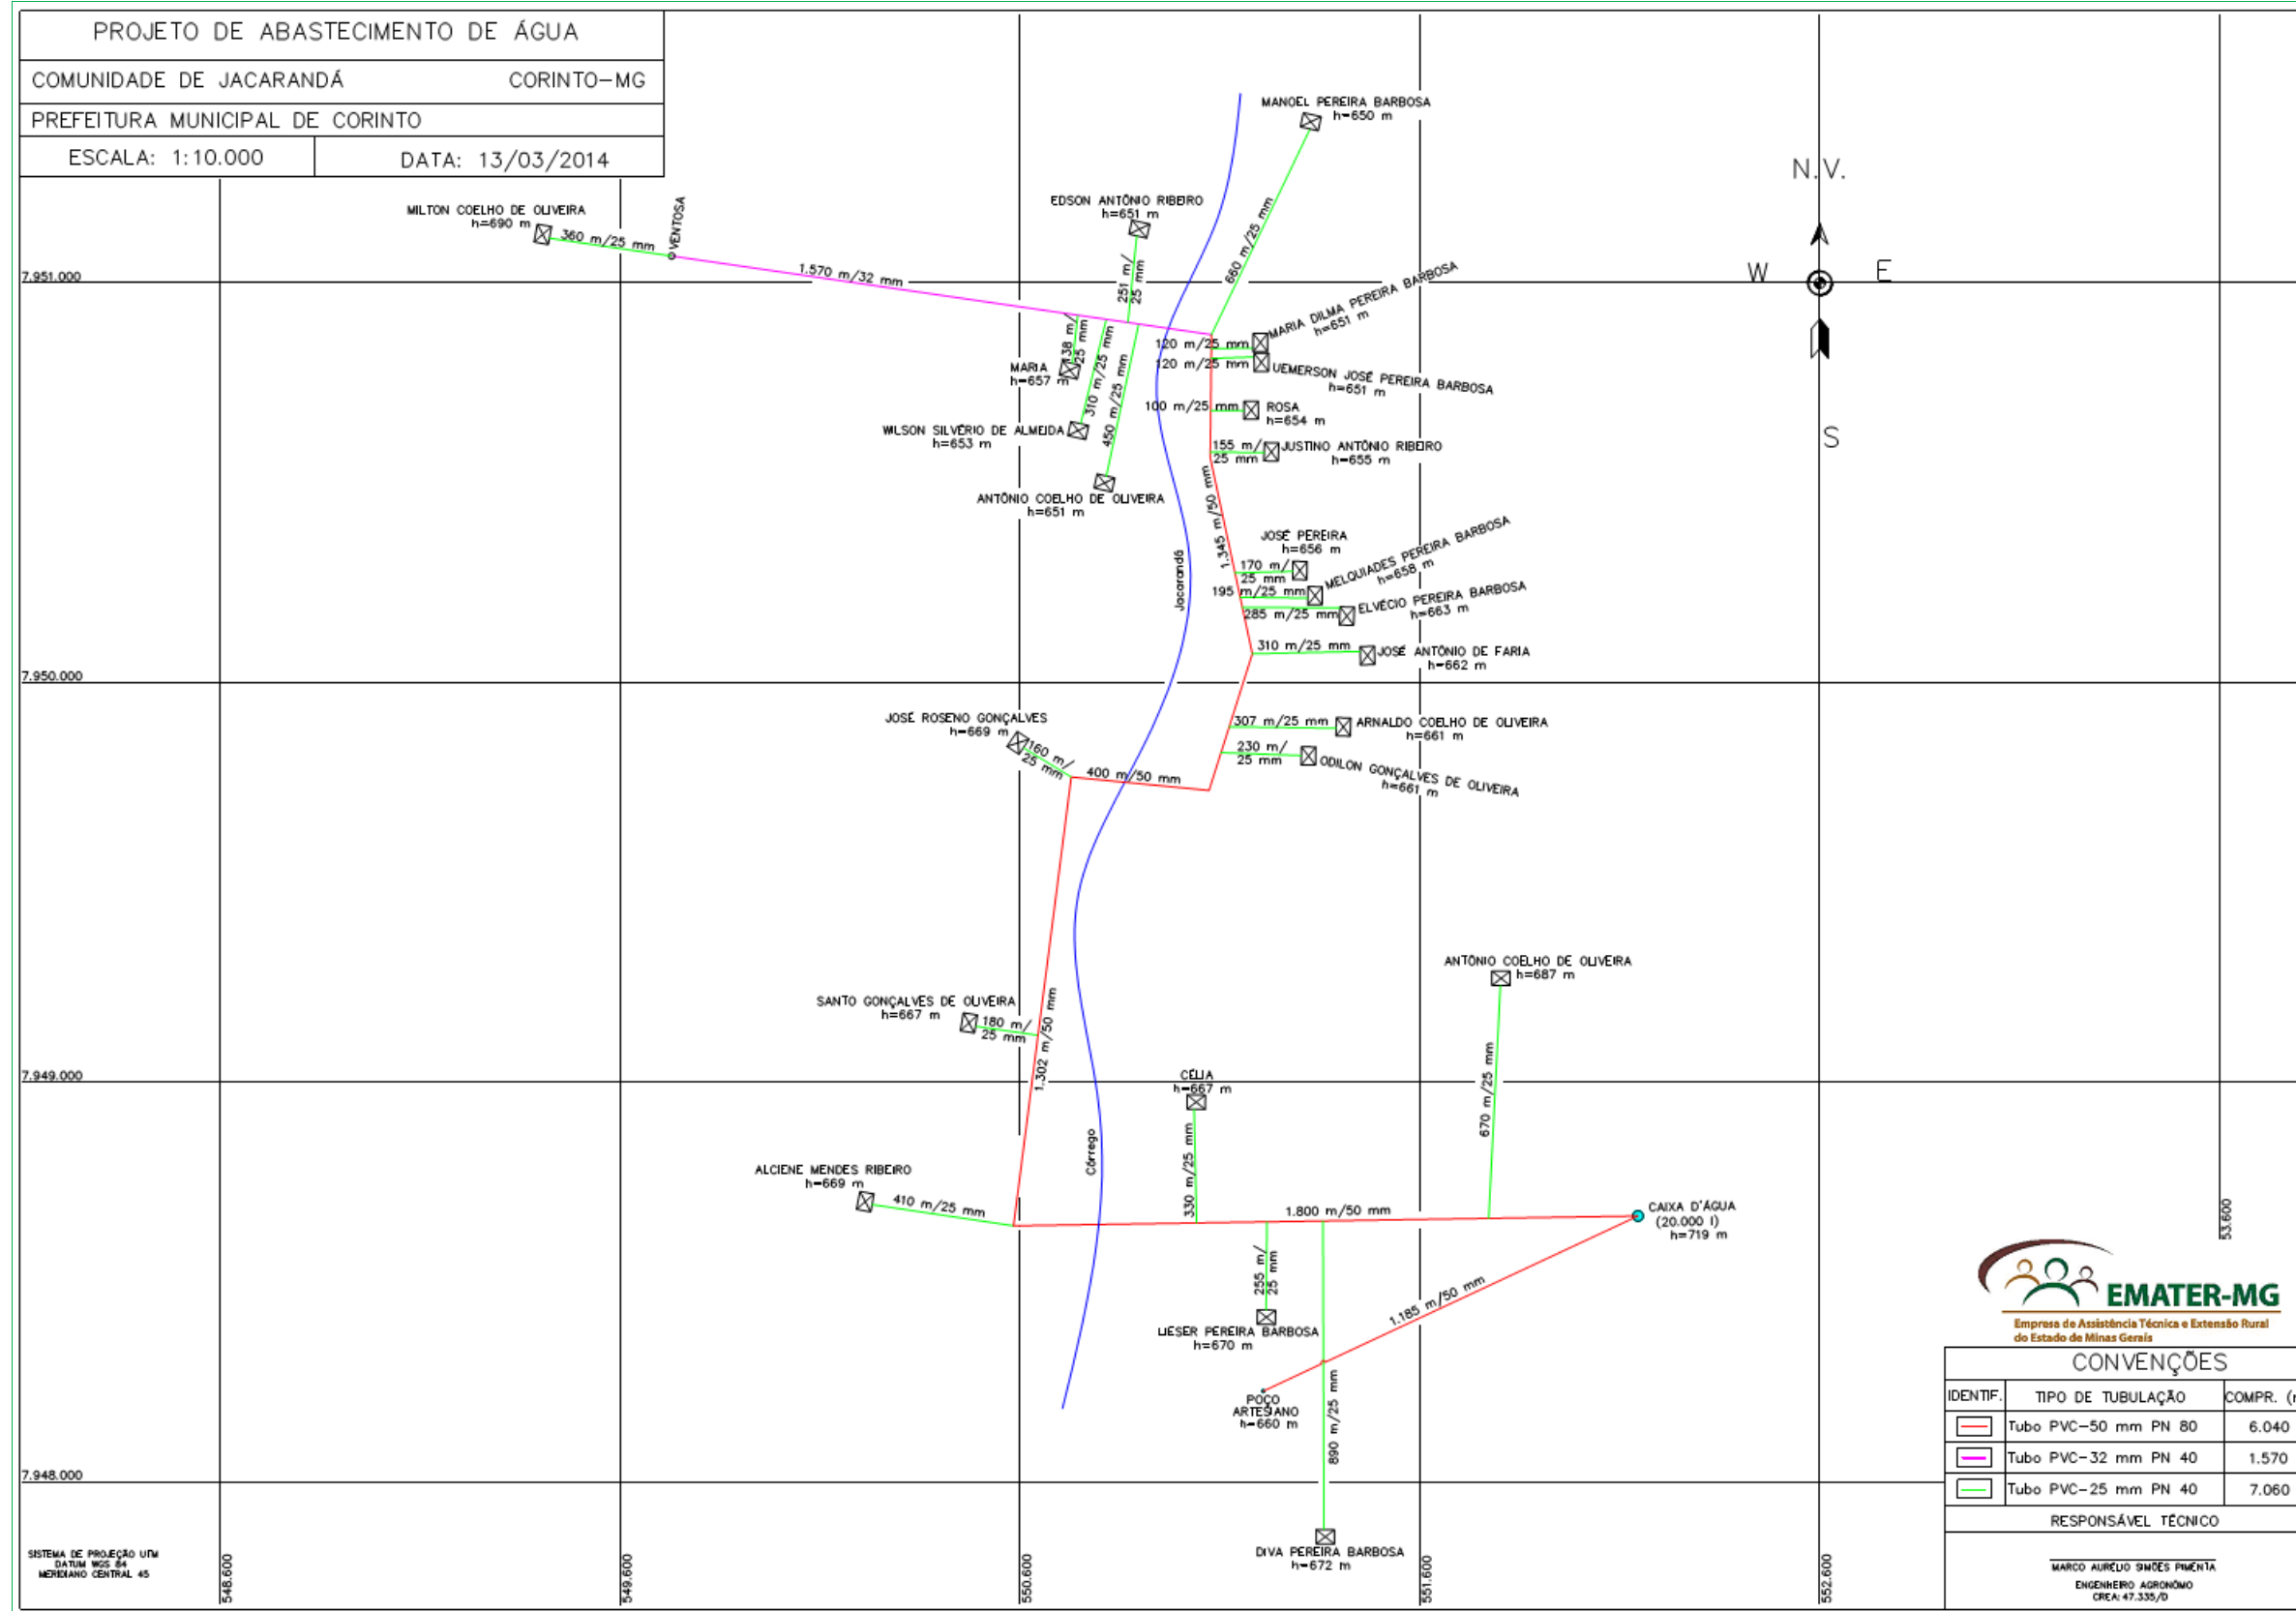 PROJETO DE ABASTECIMENTO DE ÁGUA
COMUNIDADE DE JACARANDÁ CORINTO-MG
PREFEITURA MUNICIPAL DE CORINTO
ESCALA: 1:10.000 DATA: 13/03/2014
MANOEL PEREIRA BARBOSA
h=650 m
660 m/25 mm
N.V.
W E
S
MILTON COELHO DE OLIVEIRA
h=690 m
360 m/25 mm
VENTOSA
1.570 m/32 mm
EDSON ANTÔNIO RIBEIRO
h=651 m
251 m/
25 mm
7.951.000
MARIA DILMA PEREIRA BARBOSA
h=651 m
120 m/25 mm
120 m/25 mm
UEMERSON JOSÉ PEREIRA BARBOSA
h=651 m
138 m/
25 mm
MARIA
h=657 m
310 m/25 mm
WILSON SILVÉRIO DE ALMEIDA
h=653 m
450 m/25 mm
ANTÔNIO COELHO DE OLIVEIRA
h=651 m
100 m/25 mm
ROSA
h=654 m
155 m/
25 mm
JUSTINO ANTÔNIO RIBEIRO
h=655 m
1.345 m/50 mm
JOSÉ PEREIRA
h=656 m
170 m/
25 mm
MELQUIADES PEREIRA BARBOSA
h=658 m
195 m/25 mm
ELVÉCIO PEREIRA BARBOSA
h=663 m
285 m/25 mm
Jacarandá
310 m/25 mm
JOSÉ ANTÔNIO DE FARIA
h=662 m
7.950.000
JOSÉ ROSENO GONÇALVES
h=669 m
160 m/
25 mm
400 m/50 mm
307 m/25 mm
ARNALDO COELHO DE OLIVEIRA
h=661 m
230 m/
25 mm
ODILON GONÇALVES DE OLIVEIRA
h=661 m
ANTÔNIO COELHO DE OLIVEIRA
h=687 m
670 m/25 mm
SANTO GONÇALVES DE OLIVEIRA
h=667 m
180 m/
25 mm
1.302 m/50 mm
7.949.000
CÉLIA
h=667 m
330 m/25 mm
Córrego
ALCIENE MENDES RIBEIRO
h=669 m
410 m/25 mm
1.800 m/50 mm
CAIXA D'ÁGUA
(20.000 l)
h=719 m
53.600
255 m/
25 mm
LIESER PEREIRA BARBOSA
h=670 m
1.185 m/50 mm
POÇO
ARTESIANO
h=660 m
890 m/25 mm
DIVA PEREIRA BARBOSA
h=672 m
7.948.000
EMATER-MG
Empresa de Assistência Técnica e Extensão Rural
do Estado de Minas Gerais
CONVENÇÕES
IDENTIF. TIPO DE TUBULAÇÃO COMPR. (
Tubo PVC-50 mm PN 80 6.040
Tubo PVC-32 mm PN 40 1.570
Tubo PVC-25 mm PN 40 7.060
RESPONSÁVEL TÉCNICO
MARCO AURÉLIO SIMÕES PIMENTA
ENGENHEIRO AGRONÔMO
CREA: 47.335/D
SISTEMA DE PROJEÇÃO UTM
DATUM WGS 84
MERIDIANO CENTRAL 45
548.600
549.600
550.600
551.600
552.600